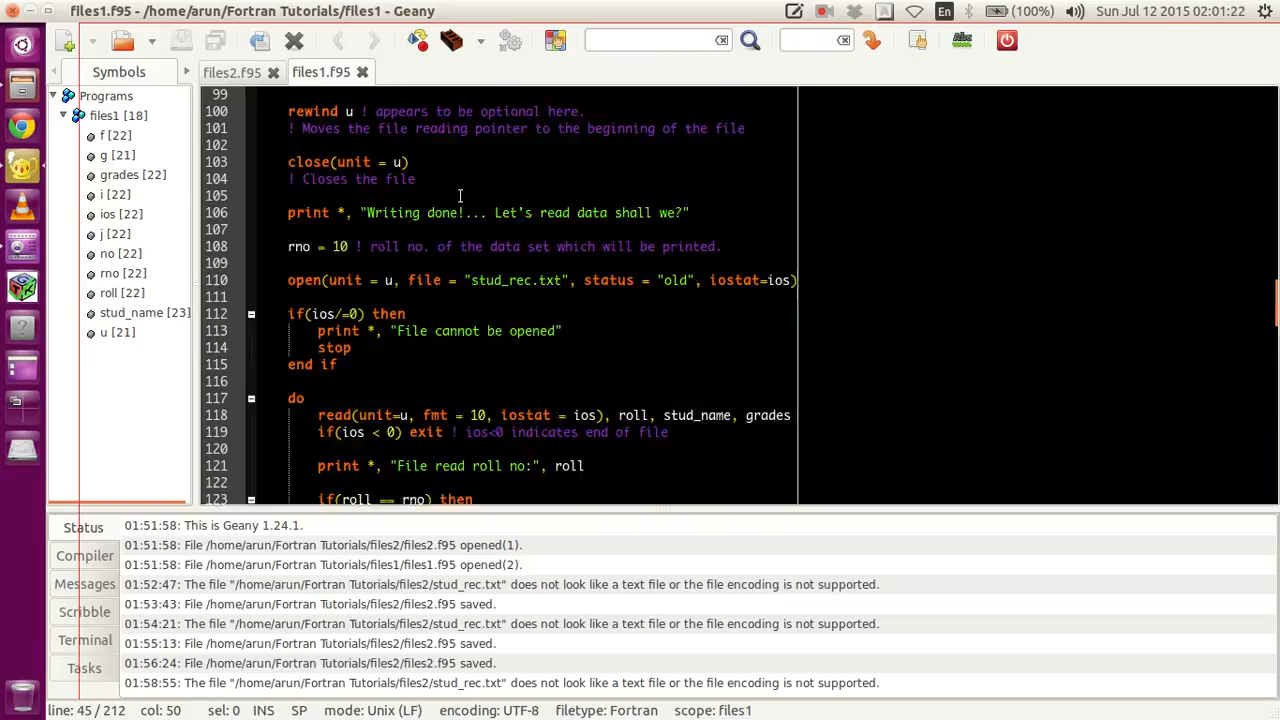 files1.f95 - /home/arun/Fortran Tutorials/files1 - Geany
En
(100%)
Sun Jul 12 2015 02:01:22
Symbols
files2.f95
files1.f95
Programs
files1 [18]
f [22]
g [21]
grades [22]
i [22]
ios [22]
j [22]
no [22]
rno [22]
roll [22]
stud_name [23]
u [21]
99
100 rewind u ! appears to be optional here.
101 ! Moves the file reading pointer to the beginning of the file
102
103 close(unit = u)
104 ! Closes the file
105
106 print *, "Writing done!... Let's read data shall we?"
107
108 rno = 10 ! roll no. of the data set which will be printed.
109
110 open(unit = u, file = "stud_rec.txt", status = "old", iostat=ios)
111
112 if(ios/=0) then
113 print *, "File cannot be opened"
114 stop
115 end if
116
117 do
118 read(unit=u, fmt = 10, iostat = ios), roll, stud_name, grades
119 if(ios < 0) exit ! ios<0 indicates end of file
120
121 print *, "File read roll no:", roll
122
123 if(roll == rno) then
Status
Compiler
Messages
Scribble
Terminal
Tasks
01:51:58: This is Geany 1.24.1.
01:51:58: File /home/arun/Fortran Tutorials/files2/files2.f95 opened(1).
01:51:58: File /home/arun/Fortran Tutorials/files1/files1.f95 opened(2).
01:52:47: The file "/home/arun/Fortran Tutorials/files2/stud_rec.txt" does not look like a text file or the file encoding is not supported.
01:53:43: File /home/arun/Fortran Tutorials/files2/files2.f95 saved.
01:54:21: The file "/home/arun/Fortran Tutorials/files2/stud_rec.txt" does not look like a text file or the file encoding is not supported.
01:55:13: File /home/arun/Fortran Tutorials/files2/files2.f95 saved.
01:56:24: File /home/arun/Fortran Tutorials/files2/files2.f95 saved.
01:58:55: The file "/home/arun/Fortran Tutorials/files2/stud_rec.txt" does not look like a text file or the file encoding is not supported.
line: 45 / 212 col: 50 sel: 0 INS SP mode: Unix (LF) encoding: UTF-8 filetype: Fortran scope: files1